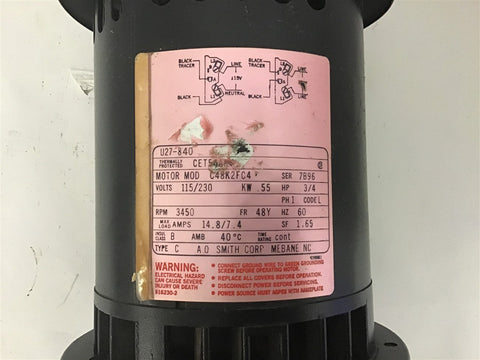 BLACK TRACER LINE BLACK TRACER LINE
115V
BLACK NEUTRAL BLACK LINE
U27-840
THERMALLY PROTECTED
MOTOR MOD C48K2FC4 SER 7B96
VOLTS 115/230 KW .55 HP 3/4
PH 1 CODE L
RPM 3450 FR 48Y HZ 60
MAX LOAD AMPS 14.8/7.4 SF 1.65
INSUL CLASS B AMB 40°C TIME RATING cont
TYPE C A.O. SMITH CORP MEBANE NC
WARNING:
ELECTRICAL HAZARD
CAN CAUSE SEVERE
INJURY OR DEATH
516230-2
• CONNECT GROUND WIRE TO GREEN GROUNDING
SCREW BEFORE OPERATING MOTOR.
• REPLACE ALL COVERS BEFORE OPERATION.
• DISCONNECT POWER BEFORE SERVICING.
• POWER SOURCE MUST AGREE WITH NAMEPLATE